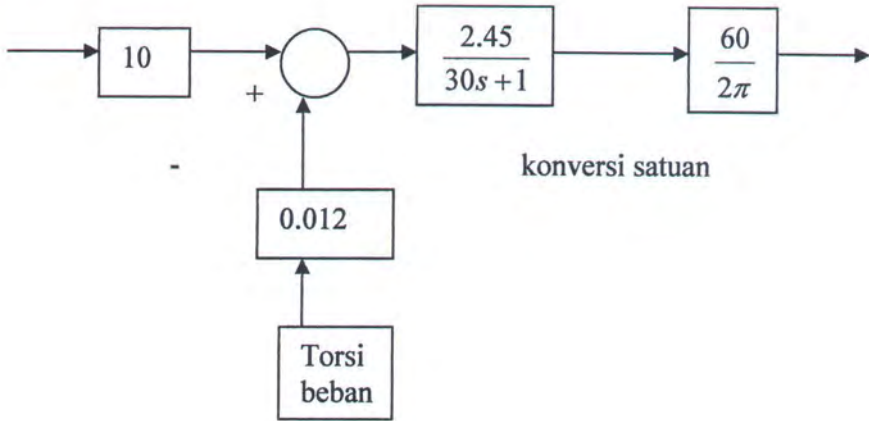 10
+
-
2.45
30s+1
60
2π
konversi satuan
0.012
Torsi
beban